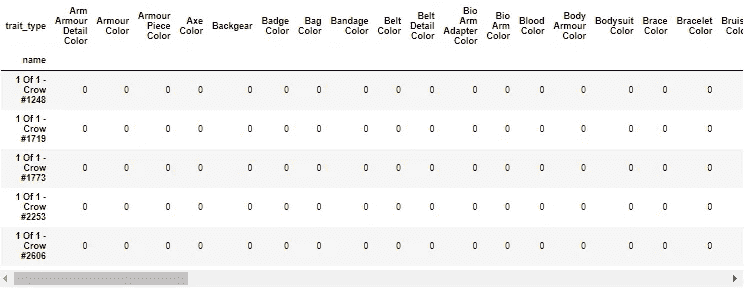 trait_type Arm Armour Detail Color Armour Color Armour Piece Color Axe Color Backgear Badge Color Bag Color Bandage Color Belt Color Belt Detail Color Bio Arm Adapter Color Bio Arm Color Blood Color Body Armour Color Bodysuit Color Brace Color Bracelet Color Bruis
name
1 Of 1 - Crow #1248 0 0 0 0 0 0 0 0 0 0 0 0 0 0 0 0 0
1 Of 1 - Crow #1719 0 0 0 0 0 0 0 0 0 0 0 0 0 0 0 0 0
1 Of 1 - Crow #1773 0 0 0 0 0 0 0 0 0 0 0 0 0 0 0 0 0
1 Of 1 - Crow #2253 0 0 0 0 0 0 0 0 0 0 0 0 0 0 0 0 0
1 Of 1 - Crow #2606 0 0 0 0 0 0 0 0 0 0 0 0 0 0 0 0 0